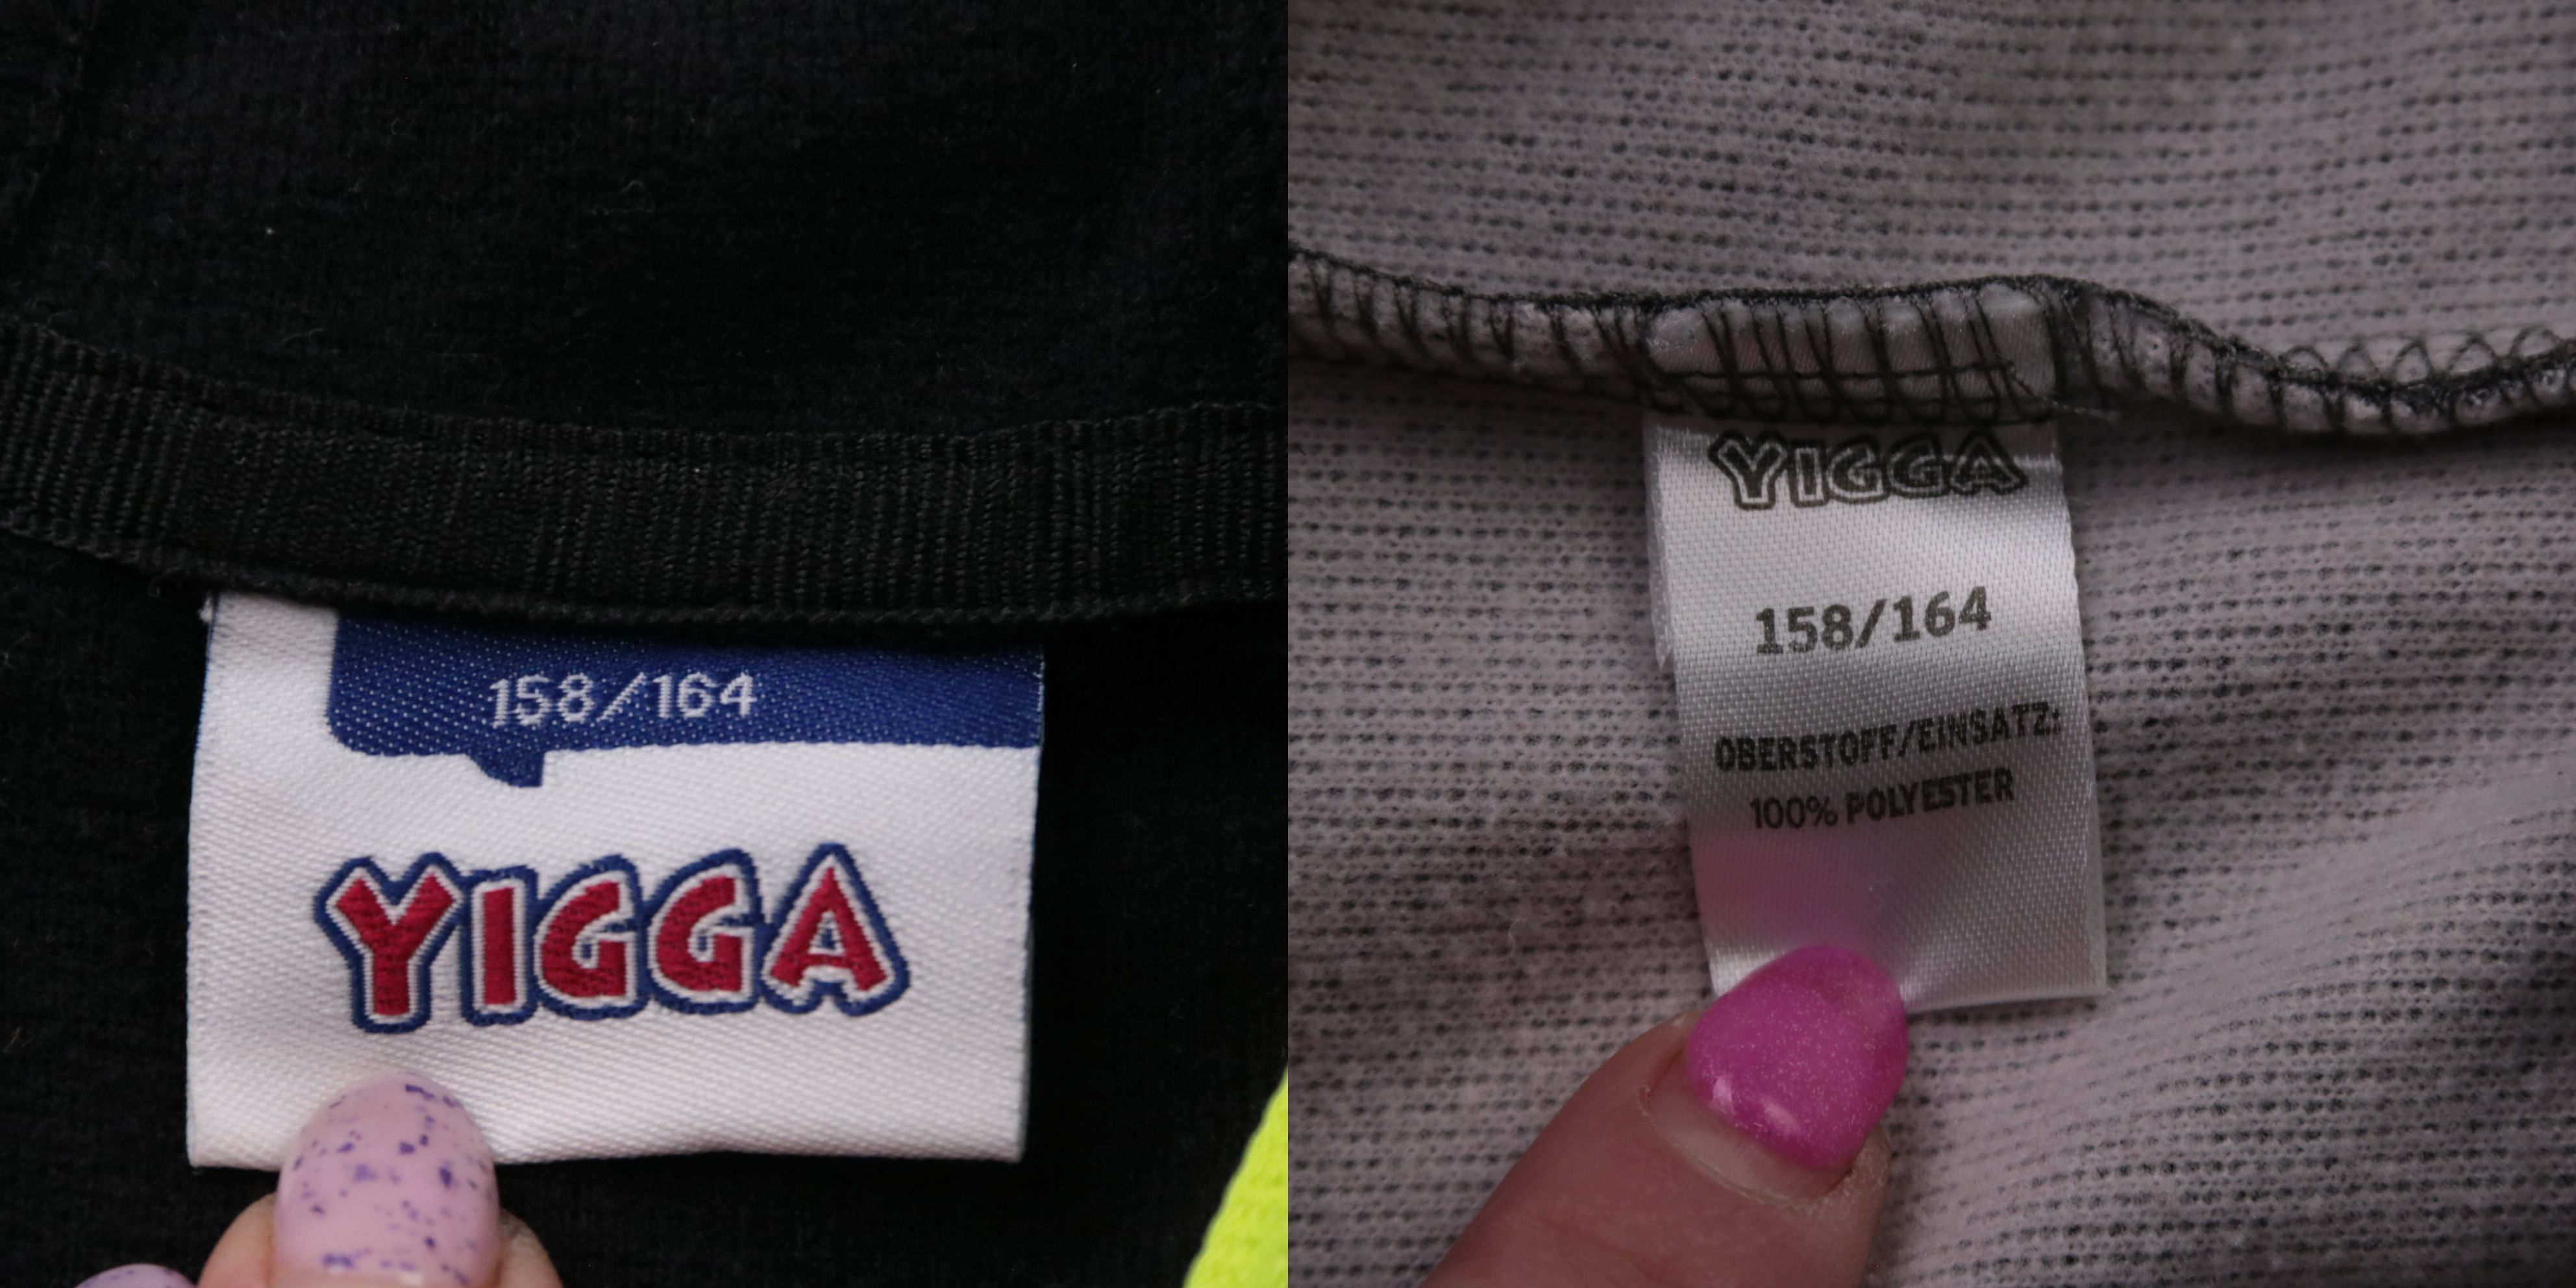 158/164
YIGGA
YIGGA
158/164
OBERSTOFF/EINSATZ:
100% POLYESTER